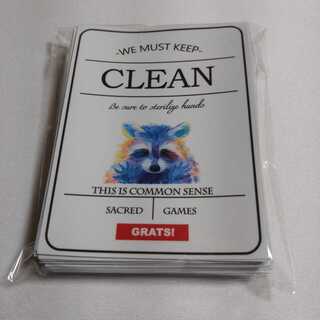 -WE MUST KEEP-
CLEAN
Be sure to sterilize hands
THIS IS COMMON SENSE
SACRED | GAMES
GRATS!